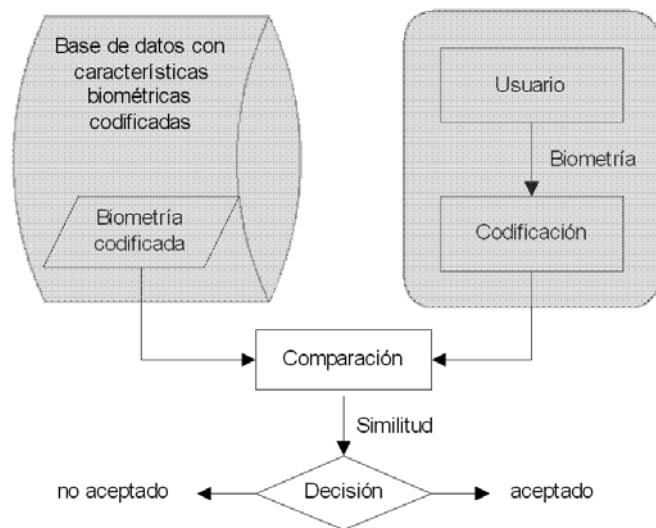 Base de datos con
características
biométricas
codificadas
Biometría
codificada
Usuario
Biometría
Codificación
Comparación
Similitud
no aceptado
Decisión
aceptado